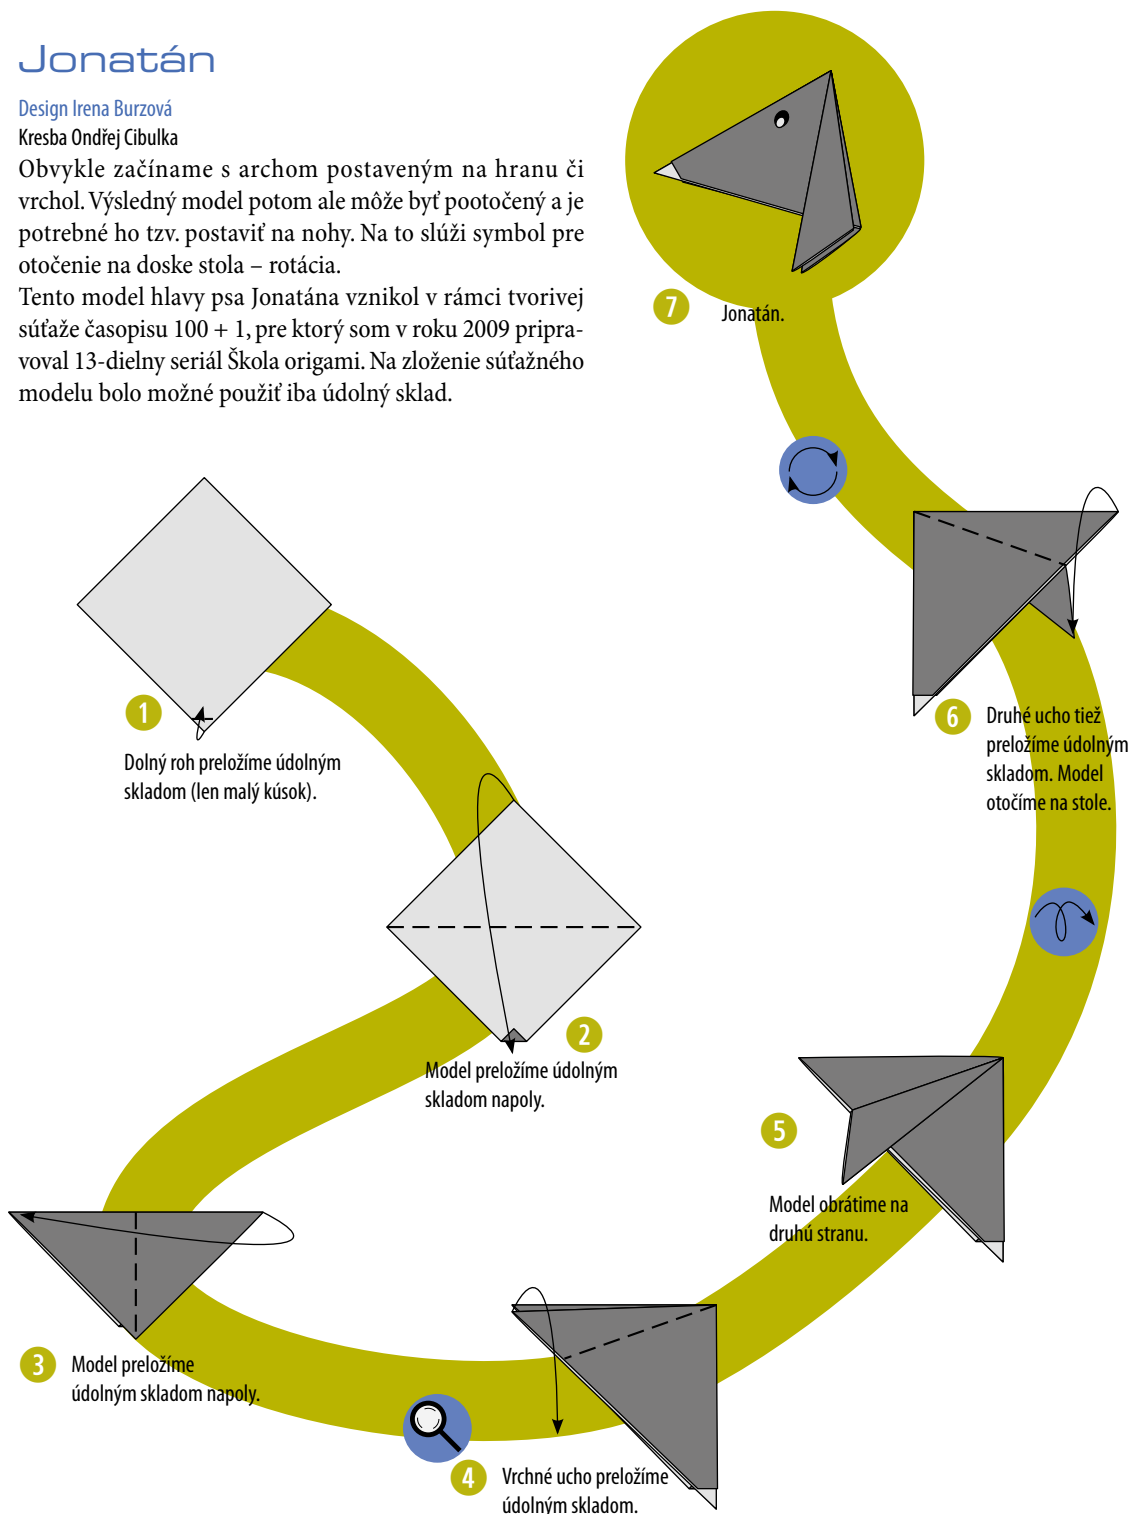 Jonatán
Design Irena Burzová
Kresba Ondřej Cibulka
Obvykle začíname s archom postaveným na hranu či
vrchol. Výsledný model potom ale môže byť pootočený a je
potrebné ho tzv. postaviť na nohy. Na to slúži symbol pre
otočenie na doske stola – rotácia.
Tento model hlavy psa Jonatána vznikol v rámci tvorivej
súťaže časopisu 100 + 1, pre ktorý som v roku 2009 pripra-
voval 13-dielny seriál Škola origami. Na zloženie súťažného
modelu bolo možné použiť iba údolný sklad.
1
Dolný roh preložíme údolným
skladom (len malý kúsok).
2
Model preložíme údolným
skladom napoly.
3
Model preložíme
údolným skladom napoly.
4
Vrchné ucho preložíme
údolným skladom.
5
Model obrátime na
druhú stranu.
6
Druhé ucho tiež
preložíme údolným
skladom. Model
otočíme na stole.
7
Jonatán.